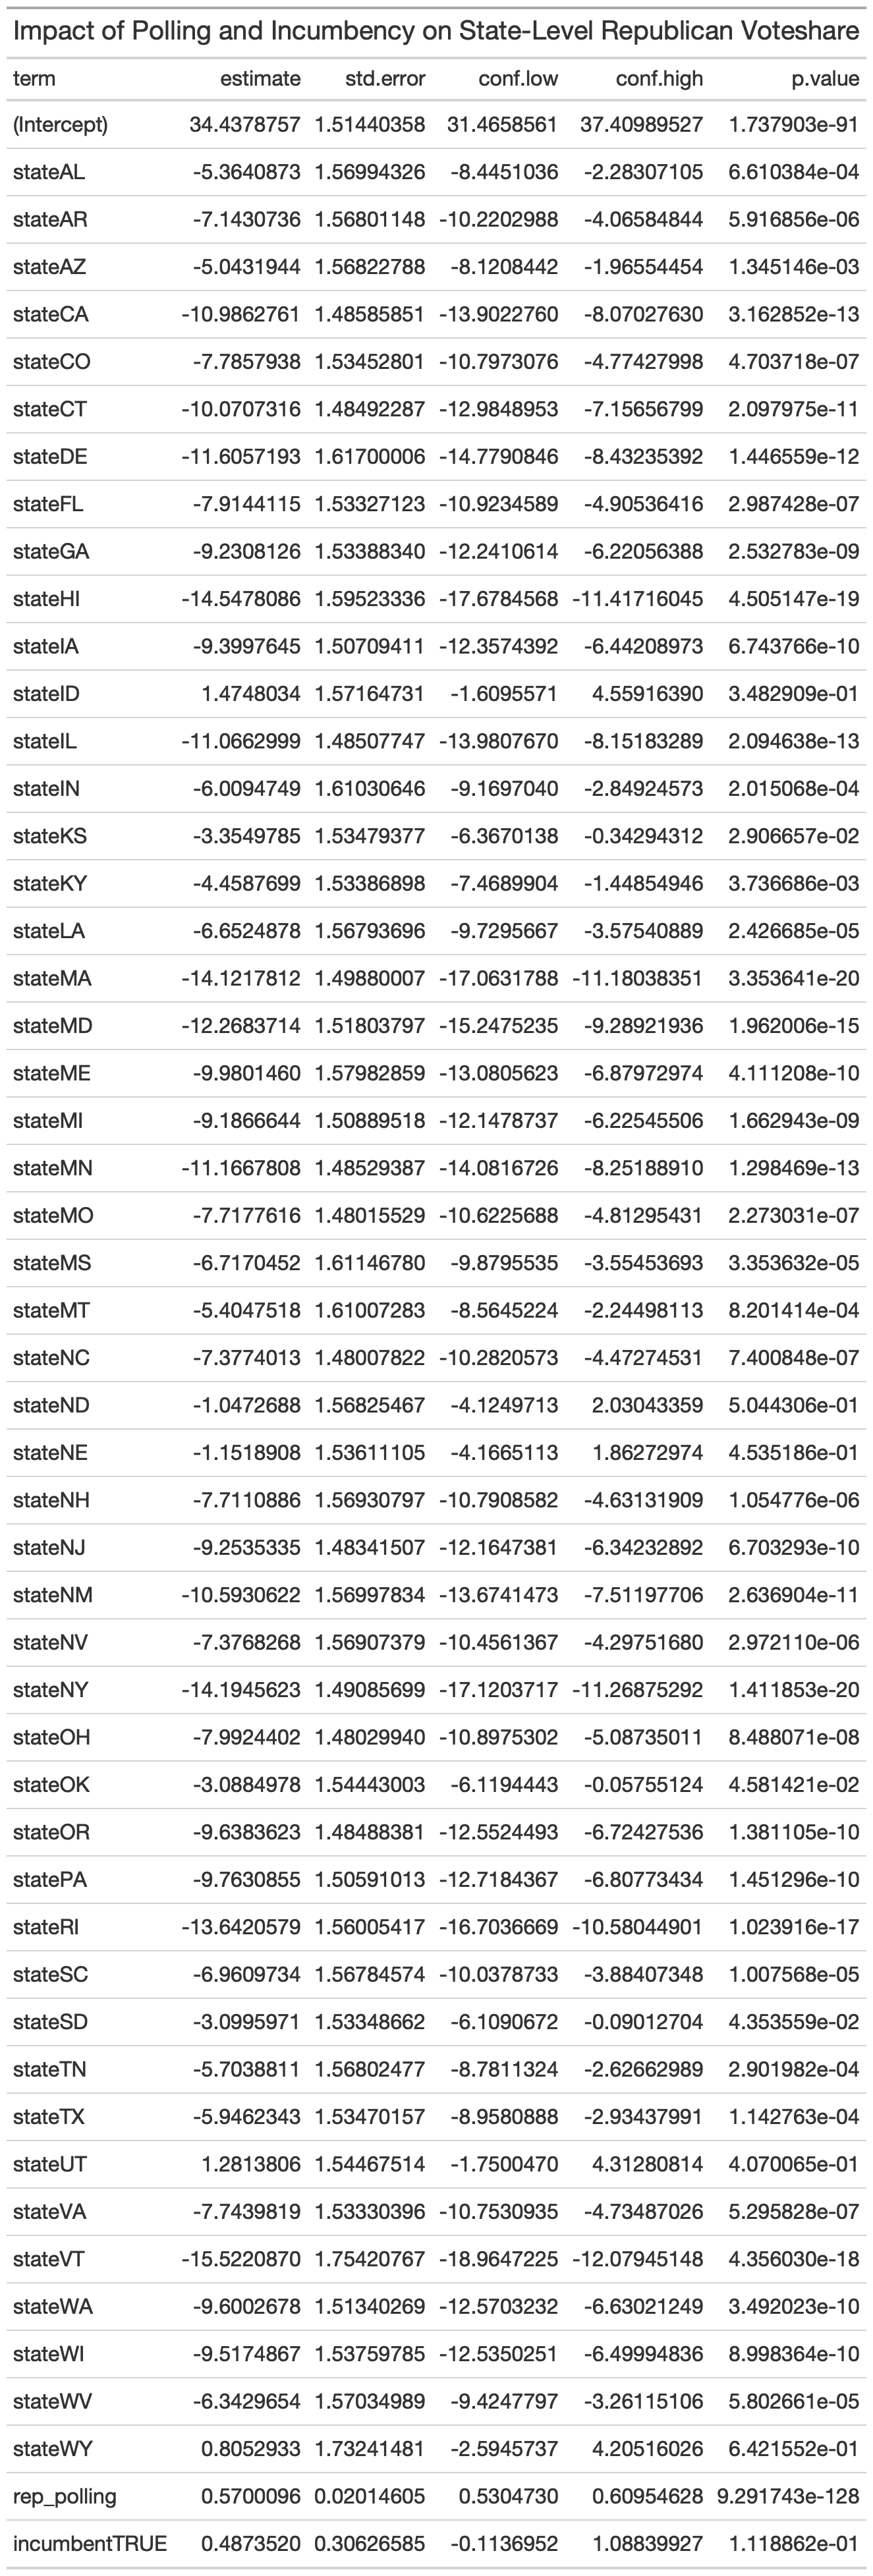 Impact of Polling and Incumbency on State-Level Republican Voteshare
term estimate std.error conf.low conf.high p.value
(Intercept) 34.4378757 1.51440358 31.4658561 37.40989527 1.737903e-91
stateAL -5.3640873 1.56994326 -8.4451036 -2.28307105 6.610384e-04
stateAR -7.1430736 1.56801148 -10.2202988 -4.06584844 5.916856e-06
stateAZ -5.0431944 1.56822788 -8.1208442 -1.96554454 1.345146e-03
stateCA -10.9862761 1.48585851 -13.9022760 -8.07027630 3.162852e-13
stateCO -7.7857938 1.53452801 -10.7973076 -4.77427998 4.703718e-07
stateCT -10.0707316 1.48492287 -12.9848953 -7.15656799 2.097975e-11
stateDE -11.6057193 1.61700006 -14.7790846 -8.43235392 1.446559e-12
stateFL -7.9144115 1.53327123 -10.9234589 -4.90536416 2.987428e-07
stateGA -9.2308126 1.53388340 -12.2410614 -6.22056388 2.532783e-09
stateHI -14.5478086 1.59523336 -17.6784568 -11.41716045 4.505147e-19
stateIA -9.3997645 1.50709411 -12.3574392 -6.44208973 6.743766e-10
stateID 1.4748034 1.57164731 -1.6095571 4.55916390 3.482909e-01
stateIL -11.0662999 1.48507747 -13.9807670 -8.15183289 2.094638e-13
stateIN -6.0094749 1.61030646 -9.1697040 -2.84924573 2.015068e-04
stateKS -3.3549785 1.53479377 -6.3670138 -0.34294312 2.906657e-02
stateKY -4.4587699 1.53386898 -7.4689904 -1.44854946 3.736686e-03
stateLA -6.6524878 1.56793696 -9.7295667 -3.57540889 2.426685e-05
stateMA -14.1217812 1.49880007 -17.0631788 -11.18038351 3.353641e-20
stateMD -12.2683714 1.51803797 -15.2475235 -9.28921936 1.962006e-15
stateME -9.9801460 1.57982859 -13.0805623 -6.87972974 4.111208e-10
stateMI -9.1866644 1.50889518 -12.1478737 -6.22545506 1.662943e-09
stateMN -11.1667808 1.48529387 -14.0816726 -8.25188910 1.298469e-13
stateMO -7.7177616 1.48015529 -10.6225688 -4.81295431 2.273031e-07
stateMS -6.7170452 1.61146780 -9.8795535 -3.55453693 3.353632e-05
stateMT -5.4047518 1.61007283 -8.5645224 -2.24498113 8.201414e-04
stateNC -7.3774013 1.48007822 -10.2820573 -4.47274531 7.400848e-07
stateND -1.0472688 1.56825467 -4.1249713 2.03043359 5.044306e-01
stateNE -1.1518908 1.53611105 -4.1665113 1.86272974 4.535186e-01
stateNH -7.7110886 1.56930797 -10.7908582 -4.63131909 1.054776e-06
stateNJ -9.2535335 1.48341507 -12.1647381 -6.34232892 6.703293e-10
stateNM -10.5930622 1.56997834 -13.6741473 -7.51197706 2.636904e-11
stateNV -7.3768268 1.56907379 -10.4561367 -4.29751680 2.972110e-06
stateNY -14.1945623 1.49085699 -17.1203717 -11.26875292 1.411853e-20
stateOH -7.9924402 1.48029940 -10.8975302 -5.08735011 8.488071e-08
stateOK -3.0884978 1.54443003 -6.1194443 -0.05755124 4.581421e-02
stateOR -9.6383623 1.48488381 -12.5524493 -6.72427536 1.381105e-10
statePA -9.7630855 1.50591013 -12.7184367 -6.80773434 1.451296e-10
stateRI -13.6420579 1.56005417 -16.7036669 -10.58044901 1.023916e-17
stateSC -6.9609734 1.56784574 -10.0378733 -3.88407348 1.007568e-05
stateSD -3.0995971 1.53348662 -6.1090672 -0.09012704 4.353559e-02
stateTN -5.7038811 1.56802477 -8.7811324 -2.62662989 2.901982e-04
stateTX -5.9462343 1.53470157 -8.9580888 -2.93437991 1.142763e-04
stateUT 1.2813806 1.54467514 -1.7500470 4.31280814 4.070065e-01
stateVA -7.7439819 1.53330396 -10.7530935 -4.73487026 5.295828e-07
stateVT -15.5220870 1.75420767 -18.9647225 -12.07945148 4.356030e-18
stateWA -9.6002678 1.51340269 -12.5703232 -6.63021249 3.492023e-10
stateWI -9.5174867 1.53759785 -12.5350251 -6.49994836 8.998364e-10
stateWV -6.3429654 1.57034989 -9.4247797 -3.26115106 5.802661e-05
stateWY 0.8052933 1.73241481 -2.5945737 4.20516026 6.421552e-01
rep_polling 0.5700096 0.02014605 0.5304730 0.60954628 9.291743e-128
incumbentTRUE 0.4873520 0.30626585 -0.1136952 1.08839927 1.118862e-01